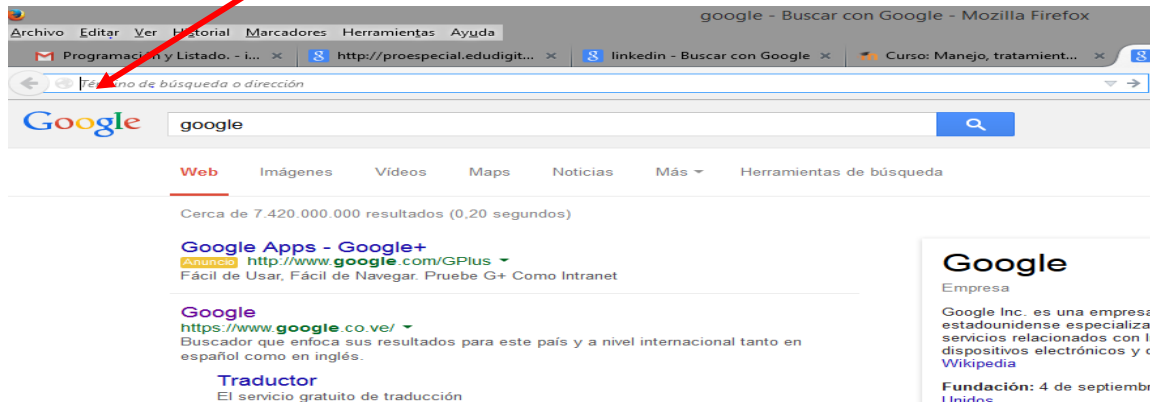 google - Buscar con Google - Mozilla Firefox
Archivo Editar Ver Historial Marcadores Herramientas Ayuda
Programación y Listado. - i... × http://proespecial.edudigit... × linkedin - Buscar con Google × Curso: Manejo, tratamient... ×
Término de búsqueda o dirección
Google google
Web Imágenes Vídeos Maps Noticias Más Herramientas de búsqueda
Cerca de 7.420.000.000 resultados (0,20 segundos)
Google Apps - Google+
Anuncio http://www.google.com/GPlus
Fácil de Usar, Fácil de Navegar. Pruebe G+ Como Intranet
Google
https://www.google.co.ve/
Buscador que enfoca sus resultados para este país y a nivel internacional tanto en
español como en inglés.
Traductor
El servicio gratuito de traducción
Google
Empresa
Google Inc. es una empresa
estadounidense especializa
servicios relacionados con
dispositivos electrónicos y
Wikipedia
Fundación: 4 de septiembr
Unidos